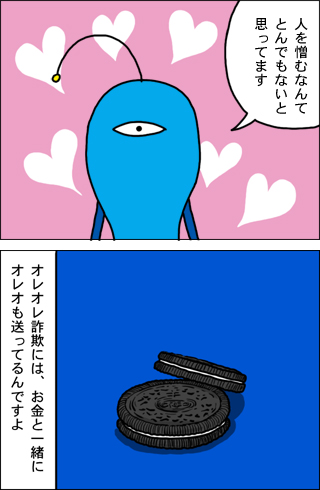 人を憎むなんて
とんでもないと
思ってます
オレオレ詐欺には、お金と一緒に
オレオも送ってるんですよ